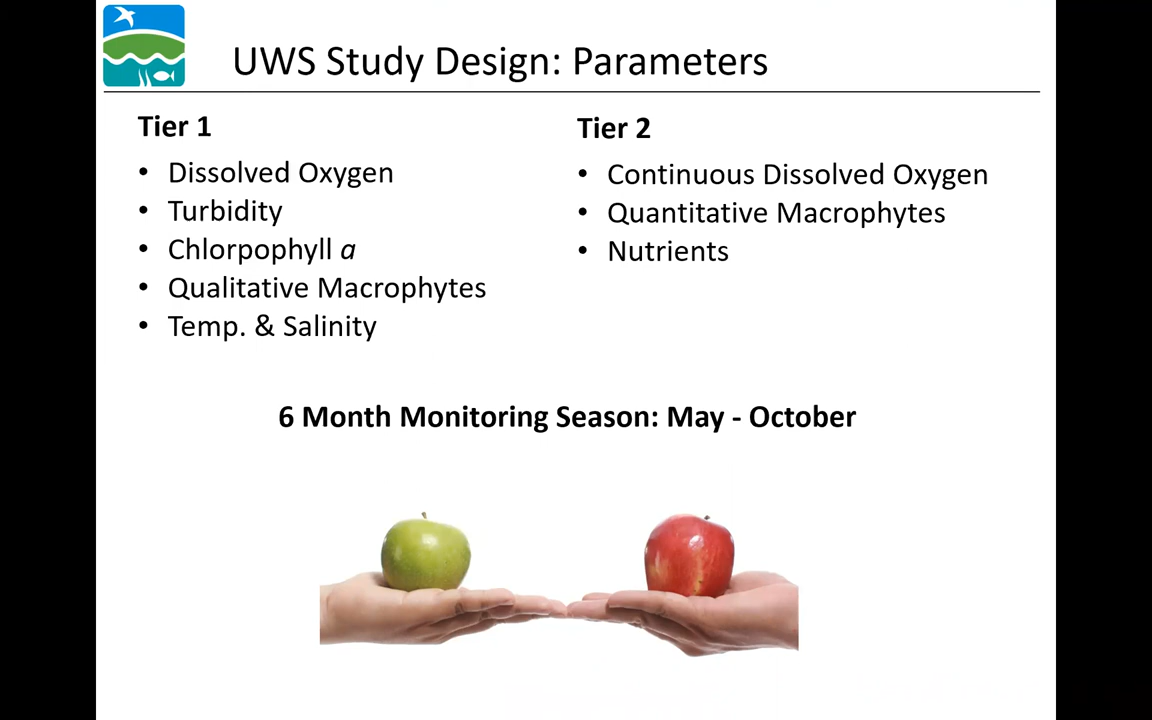 UWS Study Design: Parameters
Tier 1
• Dissolved Oxygen
• Turbidity
• Chlorpophyll a
• Qualitative Macrophytes
• Temp. & Salinity
Tier 2
• Continuous Dissolved Oxygen
• Quantitative Macrophytes
• Nutrients
6 Month Monitoring Season: May - October